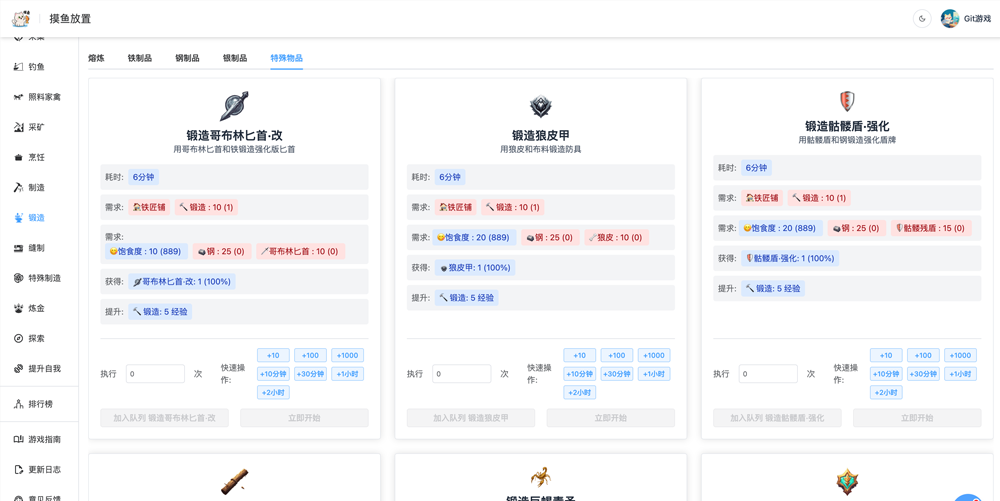 摸鱼放置
Git游戏
钓鱼
照料家禽
采矿
烹饪
制造
锻造
缝制
特殊制造
炼金
探索
提升自我
排行榜
游戏指南
更新日志
意见反馈
熔炼 铁制品 钢制品 银制品 特殊物品
锻造哥布林匕首·改
用哥布林匕首和铁锻造强化版匕首
耗时: 6分钟
需求: 铁匠铺 锻造 : 10 (1)
需求:
饱食度 : 10 (889) 钢 : 25 (0) 哥布林匕首 : 10 (0)
获得: 哥布林匕首·改: 1 (100%)
提升: 锻造: 5 经验
执行 0 次 快速操作:
+10 +100 +1000
+10分钟 +30分钟 +1小时
+2小时
加入队列 锻造哥布林匕首·改 立即开始
锻造狼皮甲
用狼皮和布料锻造防具
耗时: 6分钟
需求: 铁匠铺 锻造 : 10 (1)
需求: 饱食度 : 20 (889) 钢 : 25 (0) 狼皮 : 10 (0)
获得: 狼皮甲: 1 (100%)
提升: 锻造: 5 经验
执行 0 次 快速操作:
+10 +100 +1000
+10分钟 +30分钟 +1小时
+2小时
加入队列 锻造狼皮甲 立即开始
锻造骷髅盾·强化
用骷髅盾和钢锻造强化盾牌
耗时: 6分钟
需求: 铁匠铺 锻造 : 10 (1)
需求: 饱食度 : 20 (889) 钢 : 25 (0) 骷髅残盾 : 15 (0)
获得: 骷髅盾·强化: 1 (100%)
提升: 锻造: 5 经验
执行 0 次 快速操作:
+10 +100 +1000
+10分钟 +30分钟 +1小时
+2小时
加入队列 锻造骷髅盾·强化 立即开始